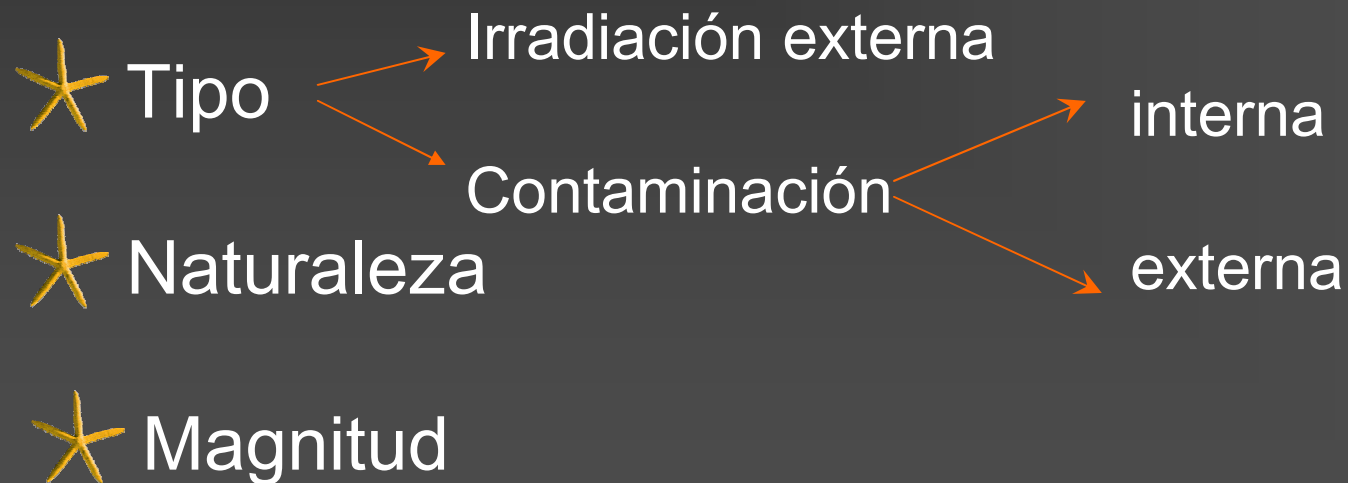 Tipo
Irradiación externa
Contaminación
interna
externa
Naturaleza
Magnitud